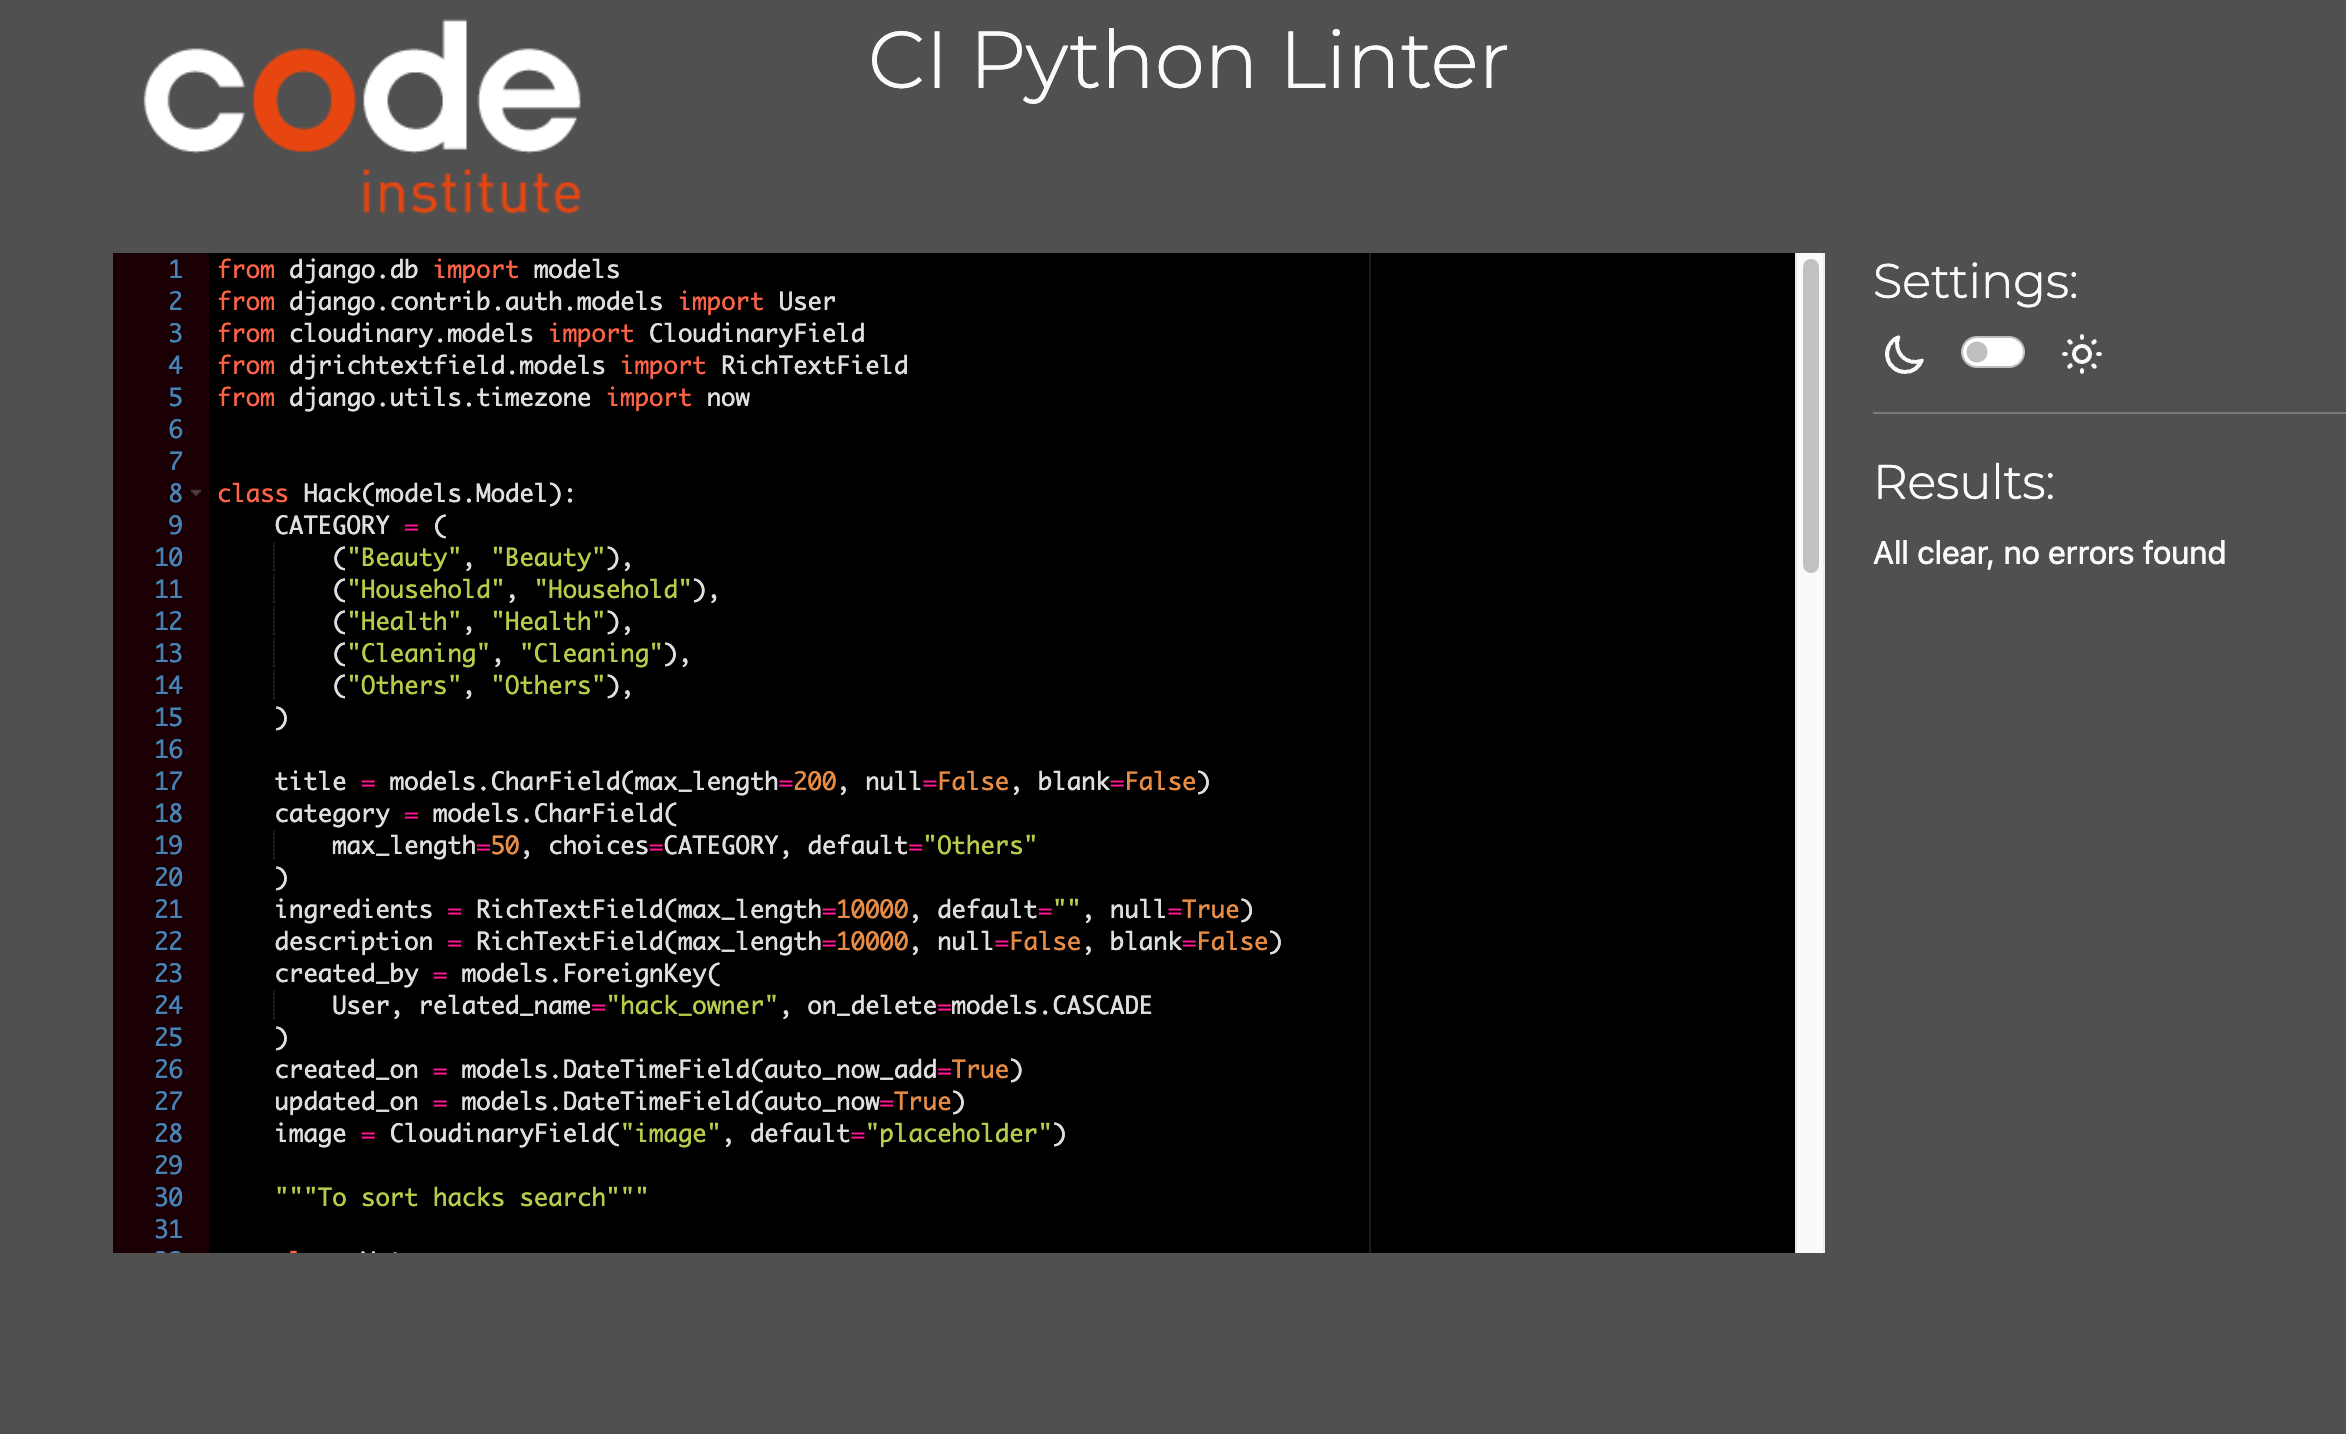 code
institute
CI Python Linter
1 from django.db import models
2 from django.contrib.auth.models import User
3 from cloudinary.models import CloudinaryField
4 from djrichtextfield.models import RichTextField
5 from django.utils.timezone import now
6
7
8 class Hack(models.Model):
9     CATEGORY = (
10         ("Beauty", "Beauty"),
11         ("Household", "Household"),
12         ("Health", "Health"),
13         ("Cleaning", "Cleaning"),
14         ("Others", "Others"),
15     )
16
17     title = models.CharField(max_length=200, null=False, blank=False)
18     category = models.CharField(
19         max_length=50, choices=CATEGORY, default="Others"
20     )
21     ingredients = RichTextField(max_length=10000, default="", null=True)
22     description = RichTextField(max_length=10000, null=False, blank=False)
23     created_by = models.ForeignKey(
24         User, related_name="hack_owner", on_delete=models.CASCADE
25     )
26     created_on = models.DateTimeField(auto_now_add=True)
27     updated_on = models.DateTimeField(auto_now=True)
28     image = CloudinaryField("image", default="placeholder")
29
30     """To sort hacks search"""
31
Settings:
Results:
All clear, no errors found